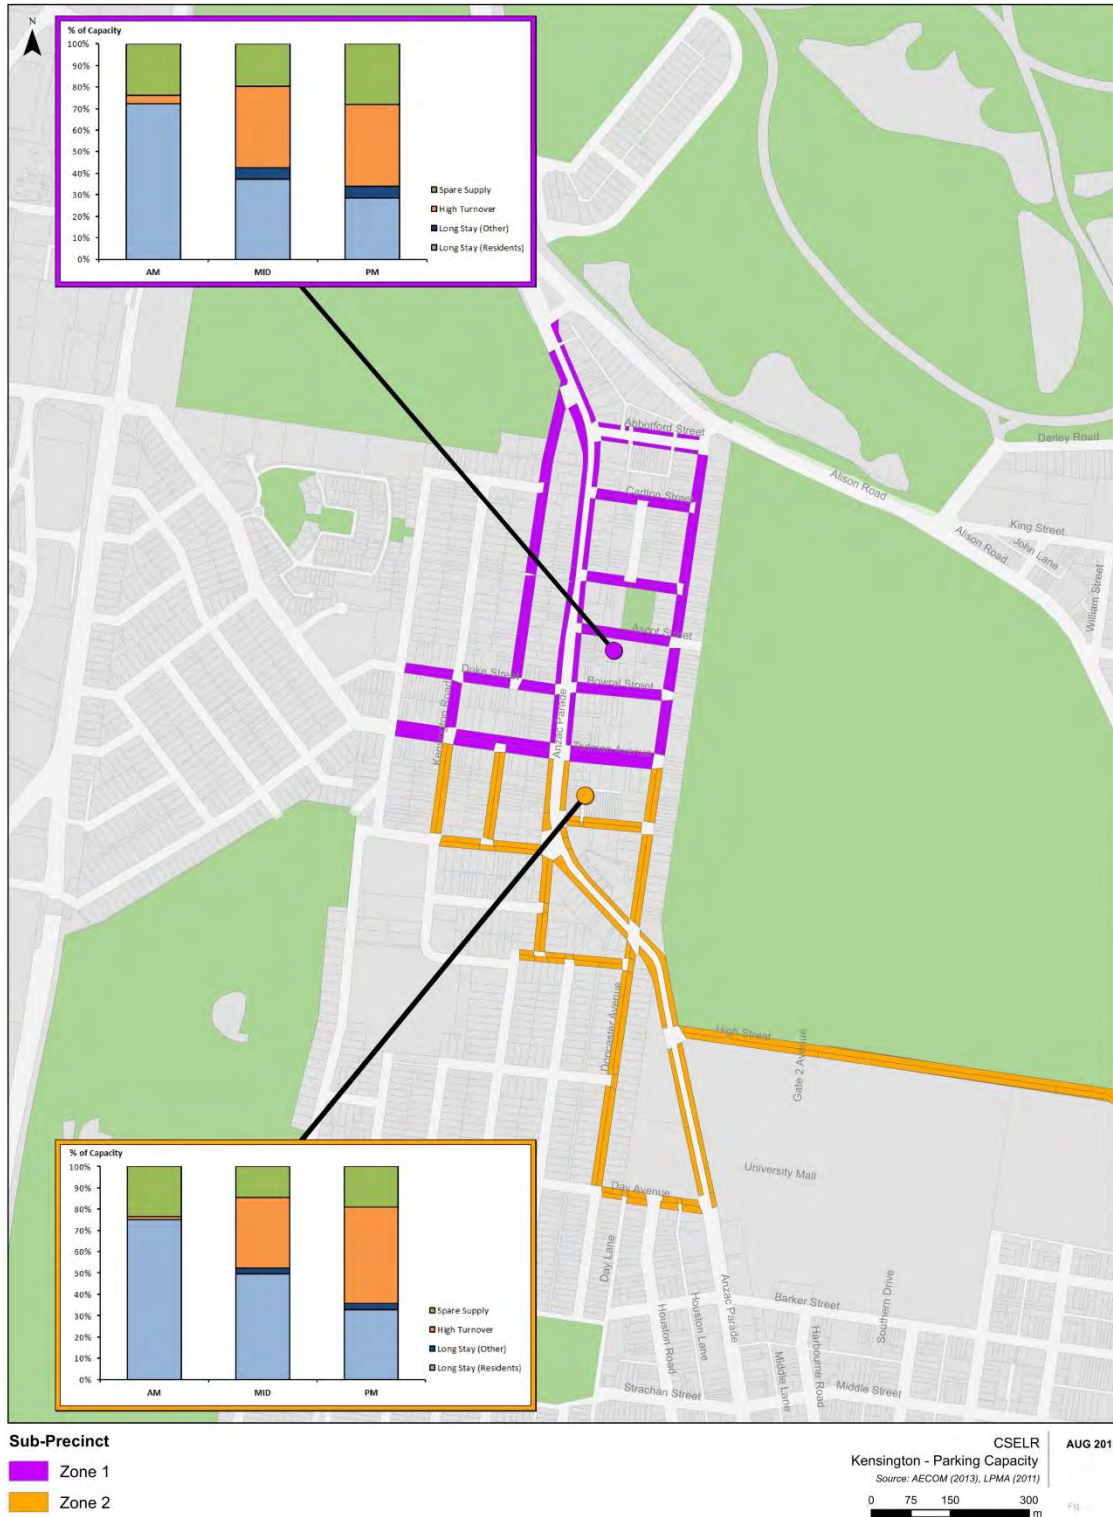 N
% of Capacity
100%
90%
80%
70%
60%
50%
40%
30%
20%
10%
0%
AM
MID
PM
Spare Supply
High Turnover
Long Stay (Other)
Long Stay (Residents)
Abbotford Street
Carlton Street
Darley Road
Alison Road
King Street
John Lane
Alison Road
William Street
Ascot Street
Duke Street
Bowral Street
Kensington Road
Anzac Parade
Todman Avenue
Doncaster Avenue
High Street
Gate 2 Avenue
University Mall
Day Avenue
Day Lane
Anzac Parade
Barker Street
Southern Drive
Houston Road
Houston Lane
Harbourne Road
Middle Lane
Middle Street
Strachan Street
% of Capacity
100%
90%
80%
70%
60%
50%
40%
30%
20%
10%
0%
AM
MID
PM
Spare Supply
High Turnover
Long Stay (Other)
Long Stay (Residents)
Sub-Precinct
Zone 1
Zone 2
CSELR
Kensington - Parking Capacity
Source: AECOM (2013), LPMA (2011)
AUG 201
0 75 150 300
m
Fig